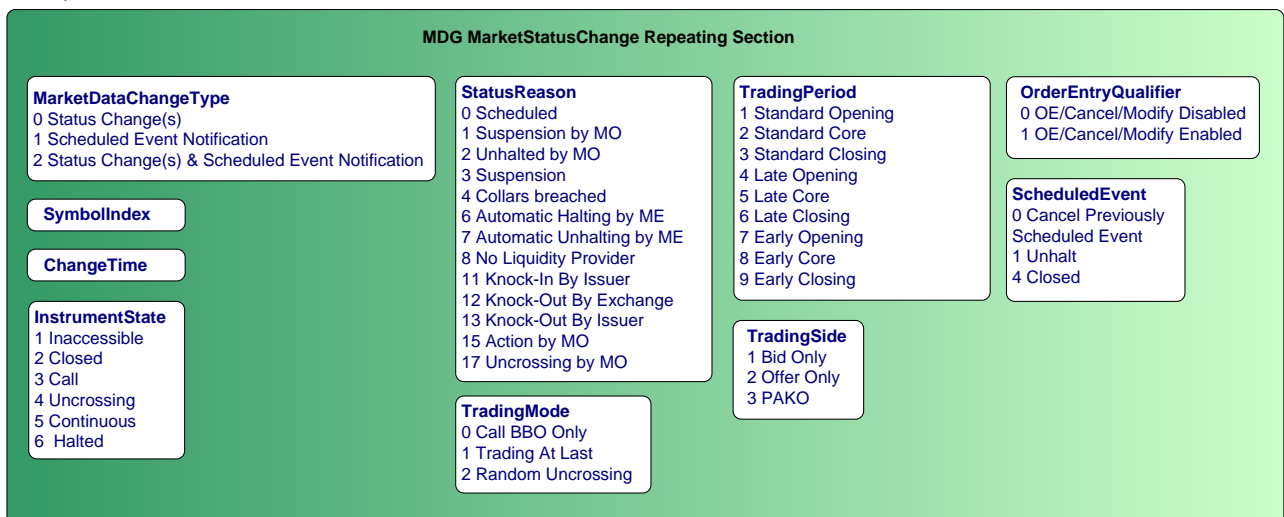 MDG MarketStatusChange Repeating Section
MarketDataChangeType
0 Status Change(s)
1 Scheduled Event Notification
2 Status Change(s) & Scheduled Event Notification
SymbolIndex
ChangeTime
InstrumentState
1 Inaccessible
2 Closed
3 Call
4 Uncrossing
5 Continuous
6 Halted
StatusReason
0 Scheduled
1 Suspension by MO
2 Unhalted by MO
3 Suspension
4 Collars breached
6 Automatic Halting by ME
7 Automatic Unhalting by ME
8 No Liquidity Provider
11 Knock-In By Issuer
12 Knock-Out By Exchange
13 Knock-Out By Issuer
15 Action by MO
17 Uncrossing by MO
TradingMode
0 Call BBO Only
1 Trading At Last
2 Random Uncrossing
TradingPeriod
1 Standard Opening
2 Standard Core
3 Standard Closing
4 Late Opening
5 Late Core
6 Late Closing
7 Early Opening
8 Early Core
9 Early Closing
TradingSide
1 Bid Only
2 Offer Only
3 PAKO
OrderEntryQualifier
0 OE/Cancel/Modify Disabled
1 OE/Cancel/Modify Enabled
ScheduledEvent
0 Cancel Previously
Scheduled Event
1 Unhalt
4 Closed